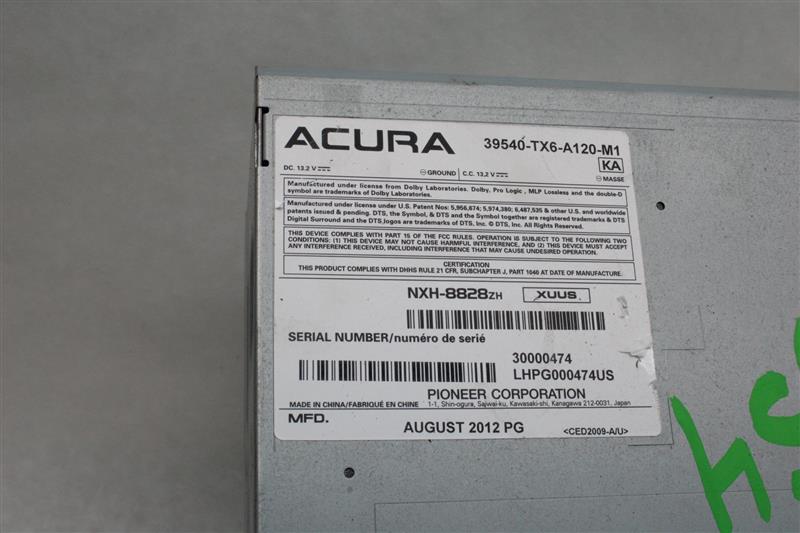 ACURA 39540-TX6-A120-M1
KA
DC. 13.2 V ⎓ ⊖ GROUND C.C. 13,2 V ⎓ ⊖ MASSE
Manufactured under license from Dolby Laboratories. Dolby, Pro Logic , MLP Lossless and the double-D
symbol are trademarks of Dolby Laboratories.
Manufactured under license under U.S. Patent Nos: 5,956,674; 5,974,380; 6,487,535 & other U.S. and worldwide
patents issued & pending. DTS, the Symbol, & DTS and the Symbol together are registered trademarks & DTS
Digital Surround and the DTS logos are trademarks of DTS, Inc. © DTS, Inc. All Rights Reserved.
THIS DEVICE COMPLIES WITH PART 15 OF THE FCC RULES. OPERATION IS SUBJECT TO THE FOLLOWING TWO
CONDITIONS: (1) THIS DEVICE MAY NOT CAUSE HARMFUL INTERFERENCE, AND (2) THIS DEVICE MUST ACCEPT
ANY INTERFERENCE RECEIVED, INCLUDING INTERFERENCE THAT MAY CAUSE UNDESIRED OPERATION.
CERTIFICATION
THIS PRODUCT COMPLIES WITH DHHS RULE 21 CFR, SUBCHAPTER J, PART 1040 AT DATE OF MANUFACTURE.
NXH-8828ZH XUUS
SERIAL NUMBER/numéro de serié
30000474
LHPG000474US
PIONEER CORPORATION
MADE IN CHINA/FABRIQUÉ EN CHINE 1-1, Shin-ogura, Saiwai-ku, Kawasaki-shi, Kanagawa 212-0031, Japan
MFD.
AUGUST 2012 PG <CED2009-A/U>